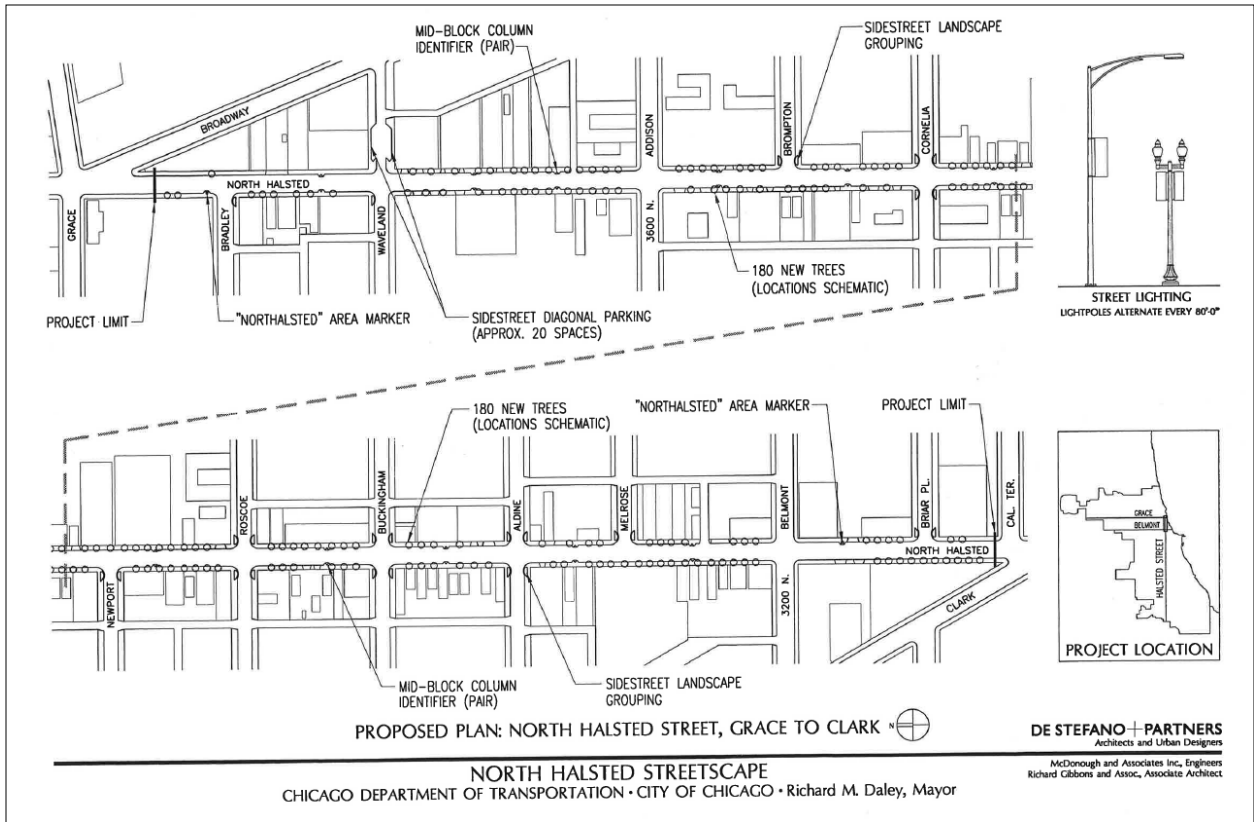 MID-BLOCK COLUMN
IDENTIFIER (PAIR)
SIDESTREET LANDSCAPE
GROUPING
BROADWAY
ADDISON
BROMPTON
CORNELIA
NORTH HALSTED
GRACE
BRADLEY
WAVELAND
3600 N.
PROJECT LIMIT
"NORTHALSTED" AREA MARKER
SIDESTREET DIAGONAL PARKING
(APPROX. 20 SPACES)
180 NEW TREES
(LOCATIONS SCHEMATIC)
STREET LIGHTING
LIGHTPOLES ALTERNATE EVERY 80'-0"
180 NEW TREES
(LOCATIONS SCHEMATIC)
"NORTHALSTED" AREA MARKER
PROJECT LIMIT
ROSCOE
BUCKINGHAM
ALDINE
MELROSE
BELMONT
BRIAR PL.
CAL. TER.
NORTH HALSTED
NEWPORT
3200 N.
CLARK
GRACE
BELMONT
HALSTED STREET
PROJECT LOCATION
MID-BLOCK COLUMN
IDENTIFIER (PAIR)
SIDESTREET LANDSCAPE
GROUPING
PROPOSED PLAN: NORTH HALSTED STREET, GRACE TO CLARK N
DE STEFANO+PARTNERS
Architects and Urban Designers
McDonough and Associates Inc., Engineers
Richard Gibbons and Assoc., Associate Architect
NORTH HALSTED STREETSCAPE
CHICAGO DEPARTMENT OF TRANSPORTATION • CITY OF CHICAGO • Richard M. Daley, Mayor